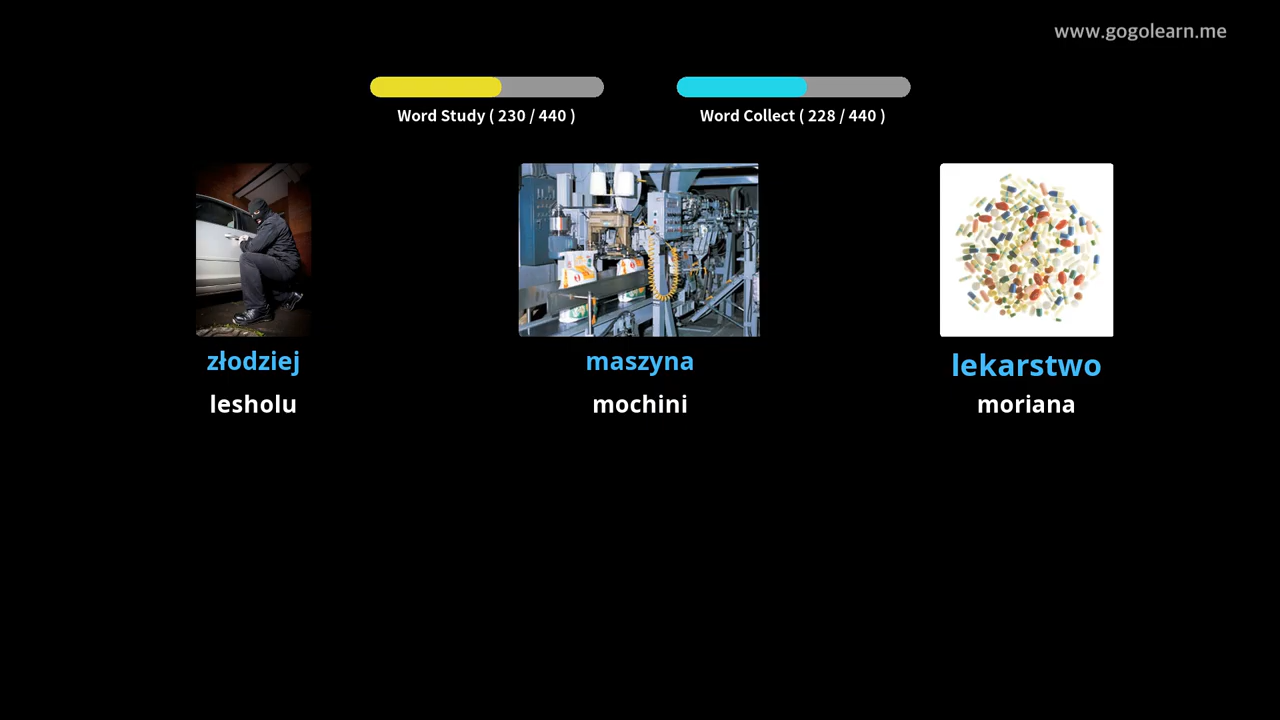 www.gogolearn.me
Word Study ( 230 / 440 )
Word Collect ( 228 / 440 )
złodziej
maszyna
lekarstwo
lesholu
mochini
moriana